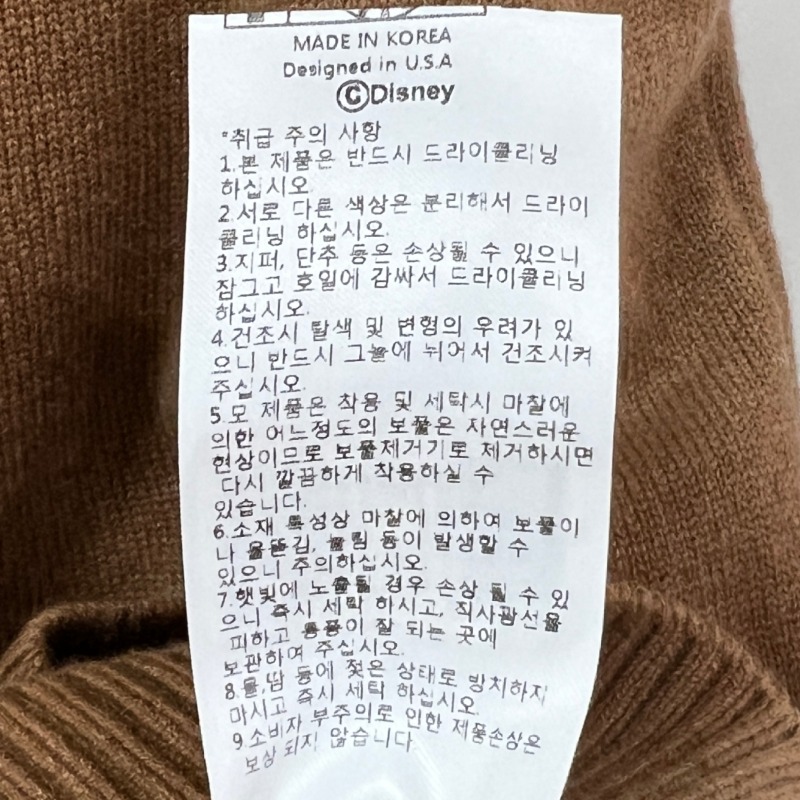 MADE IN KOREA
Designed in U.S.A
©Disney
*취급 주의 사항
1.본 제품은 반드시 드라이클리닝
하십시오.
2.서로 다른 색상은 분리해서 드라이
클리닝 하십시오.
3.지퍼, 단추 등은 손상될 수 있으니
잠그고 호일에 감싸서 드라이클리닝
하십시오.
4.건조시 탈색 및 변형의 우려가 있
으니 반드시 그늘에 뉘어서 건조시켜
주십시오.
5.모 제품은 착용 및 세탁시 마찰에
의한 어느정도의 보풀은 자연스러운
현상이므로 보풀제거기로 제거하시면
다시 깔끔하게 착용하실 수
있습니다.
6.소재 특성상 마찰에 의하여 보풀이
나 올뜯김, 눌림 등이 발생할 수
있으니 주의하십시오.
7.햇빛에 노출될 경우 손상 될 수 있
으니 즉시 세탁 하시고, 직사광선을
피하고 통풍이 잘 되는 곳에
보관하여 주십시오.
8.물,땀 등에 젖은 상태로 방치하지
마시고 즉시 세탁 하십시오.
9.소비자 부주의로 인한 제품손상은
보상 되지 않습니다.